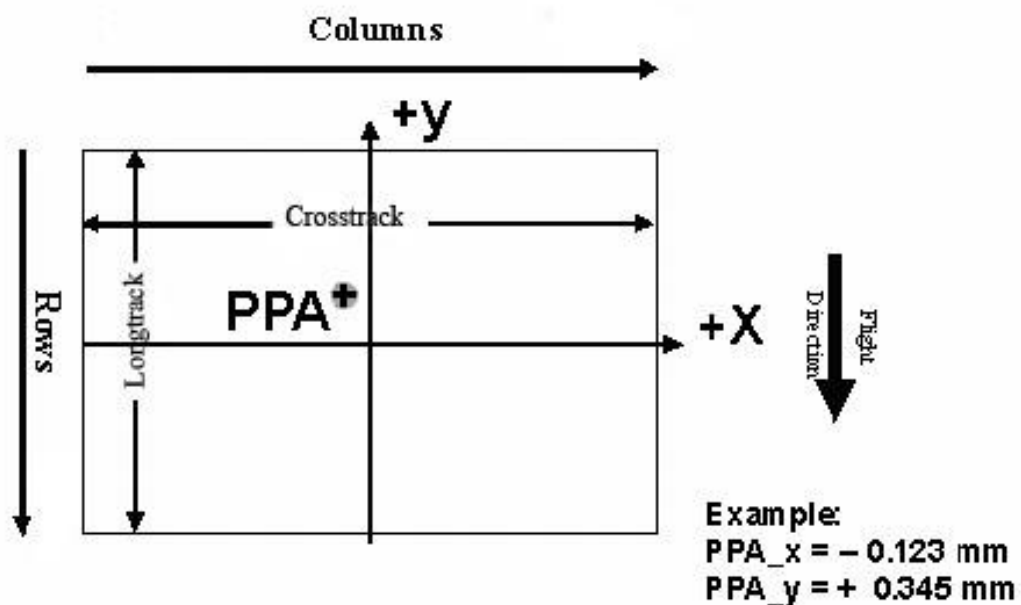 Columns
+y
Crosstrack
Longtrack
Rows
PPA+
+X
Flight
Direction
Example:
PPA_x = – 0.123 mm
PPA_y = + 0.345 mm